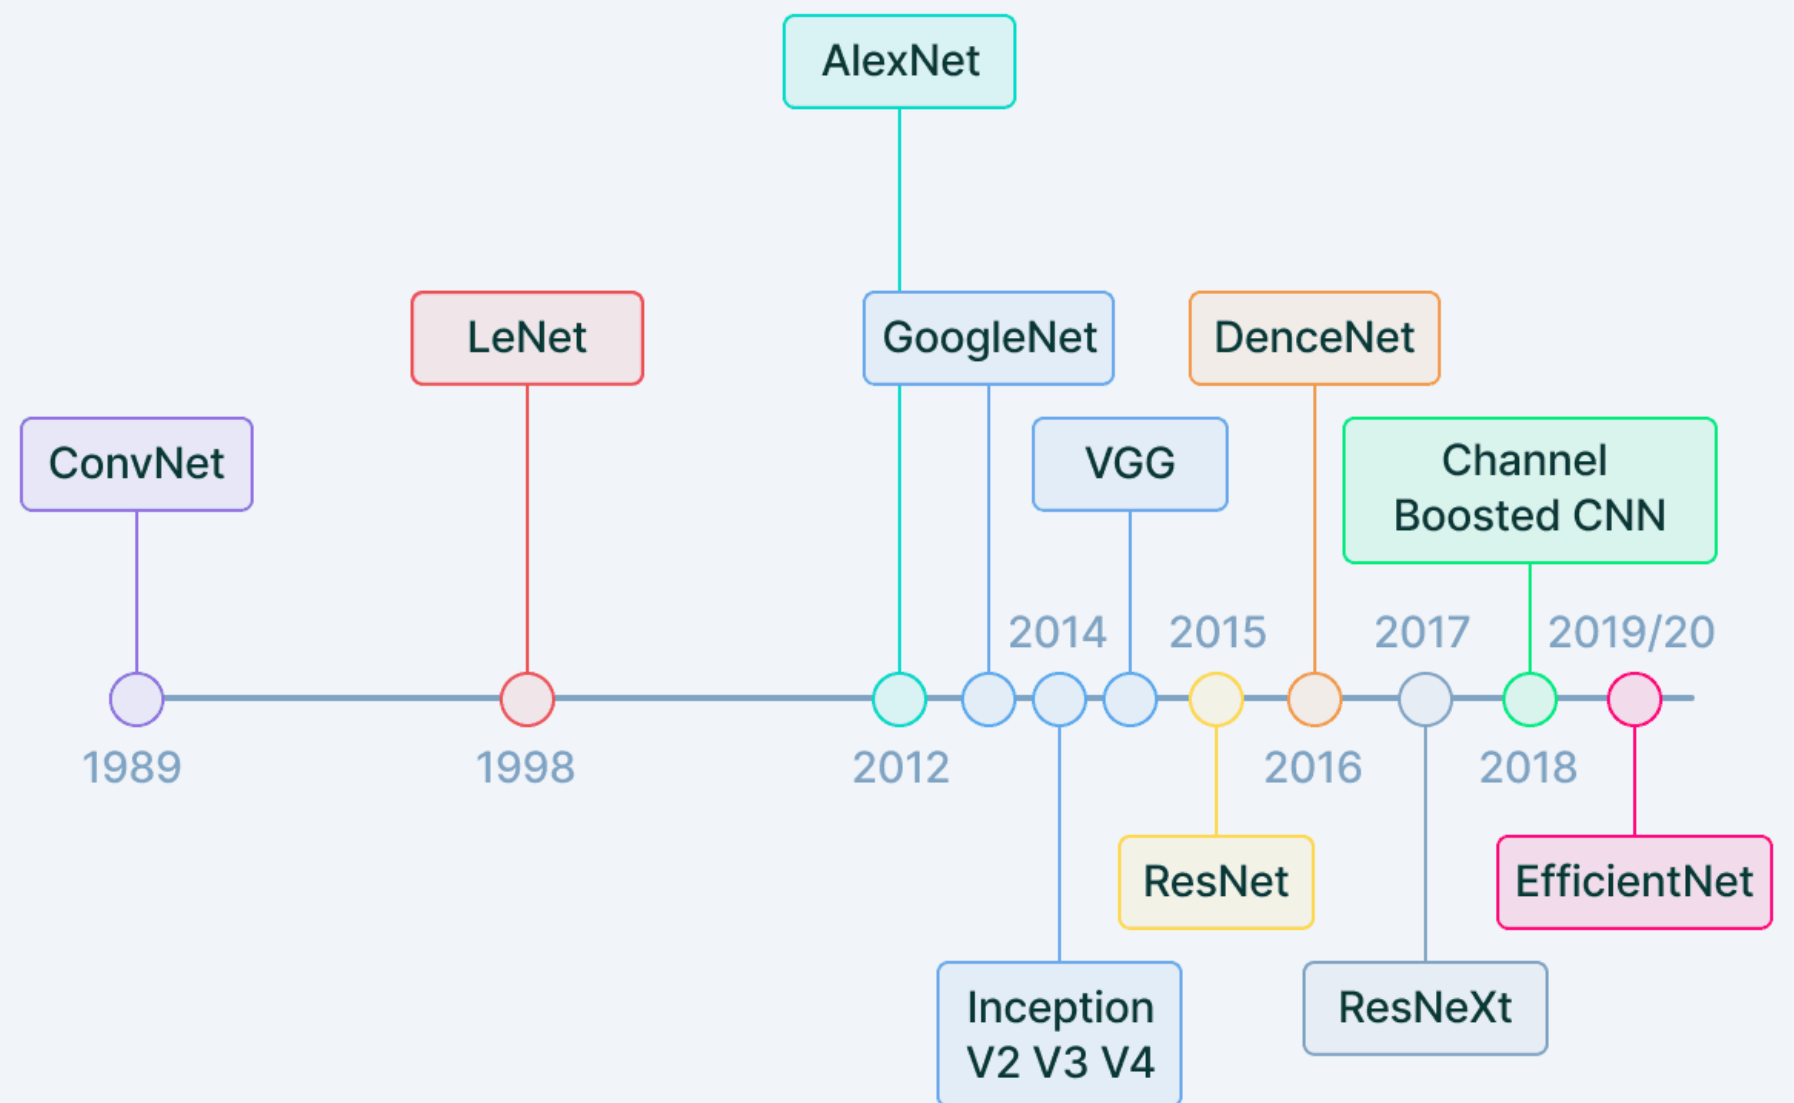 AlexNet
LeNet
GoogleNet
DenceNet
ConvNet
VGG
Channel
Boosted CNN
2014
2015
2017
2019/20
1989
1998
2012
2016
2018
ResNet
EfficientNet
Inception
V2 V3 V4
ResNeXt